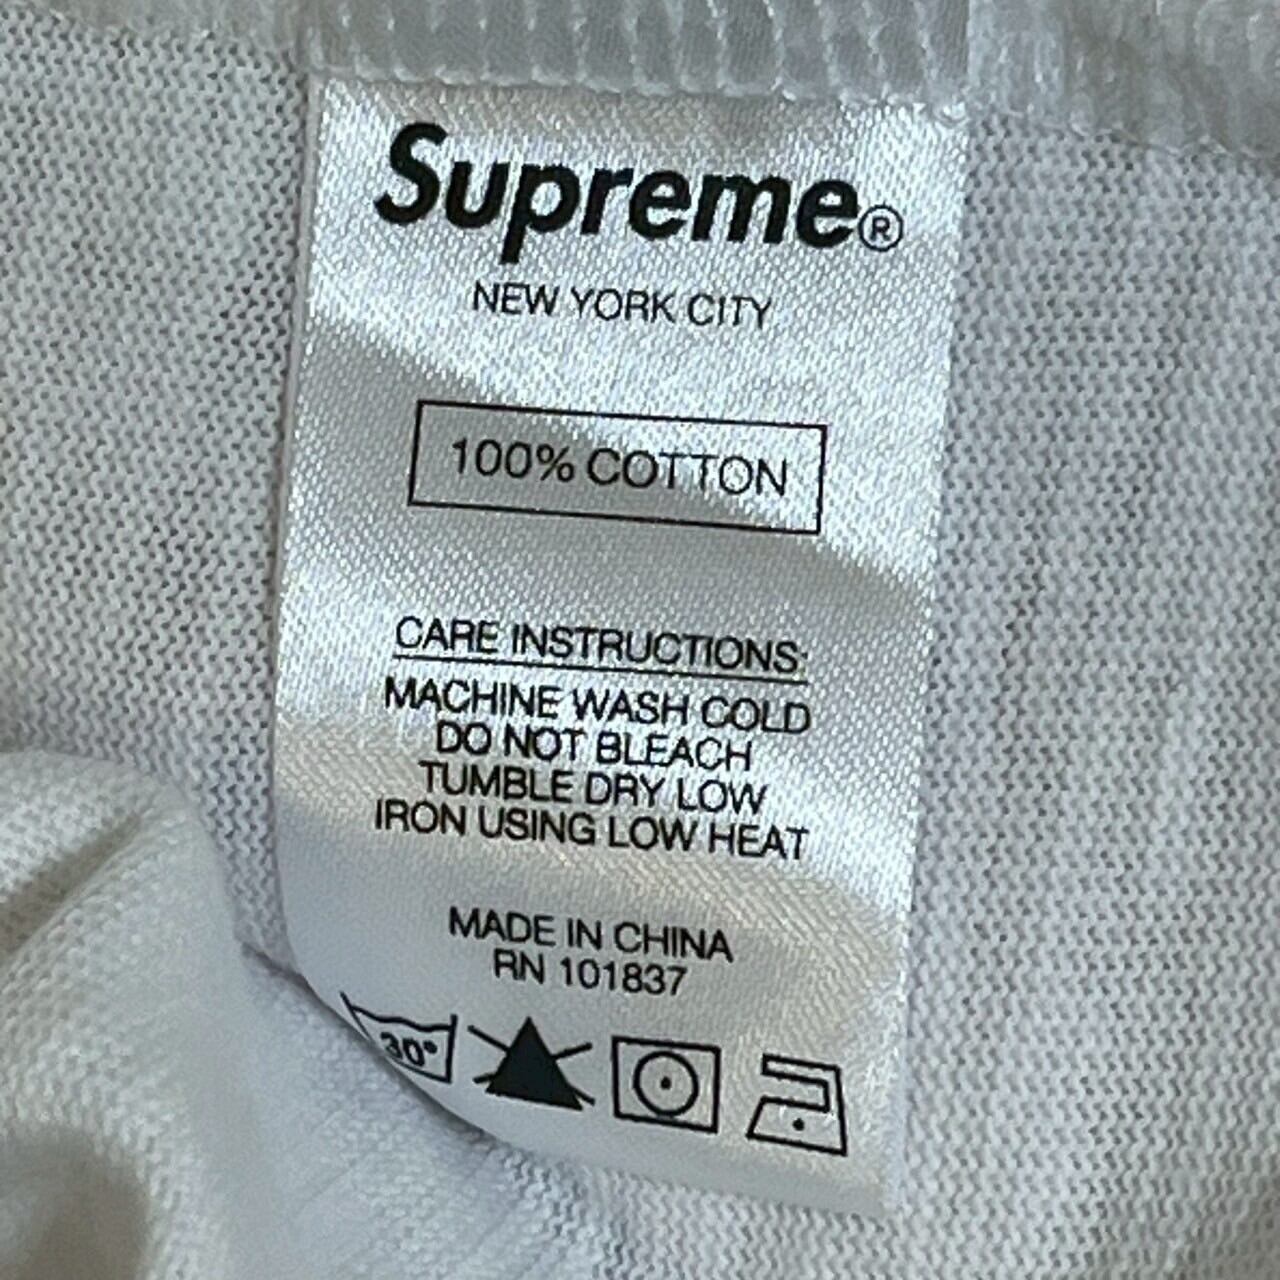 Supreme®
NEW YORK CITY
100% COTTON
CARE INSTRUCTIONS:
MACHINE WASH COLD
DO NOT BLEACH
TUMBLE DRY LOW
IRON USING LOW HEAT
MADE IN CHINA
RN 101837
30°